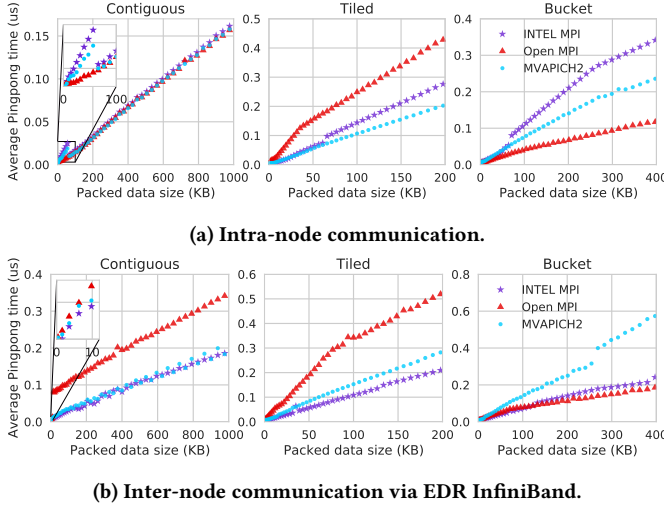 Contiguous Tiled Bucket
Average Pingpong time (us)
0.15
0.10
0.05
0.00
0 100
0 200 400 600 800 1000
Packed data size (KB)
0.5
0.4
0.3
0.2
0.1
0.0
0 50 100 150 200
Packed data size (KB)
0.4
0.3
0.2
0.1
0.0
INTEL MPI
Open MPI
MVAPICH2
0 100 200 300 400
Packed data size (KB)
(a) Intra-node communication.
Contiguous Tiled Bucket
Average Pingpong time (us)
0.4
0.3
0.2
0.1
0.0
0 10
0 200 400 600 800 1000
Packed data size (KB)
0.6
0.5
0.4
0.3
0.2
0.1
0.0
0 50 100 150 200
Packed data size (KB)
0.8
0.6
0.4
0.2
0.0
INTEL MPI
Open MPI
MVAPICH2
0 100 200 300 400
Packed data size (KB)
(b) Inter-node communication via EDR InfiniBand.